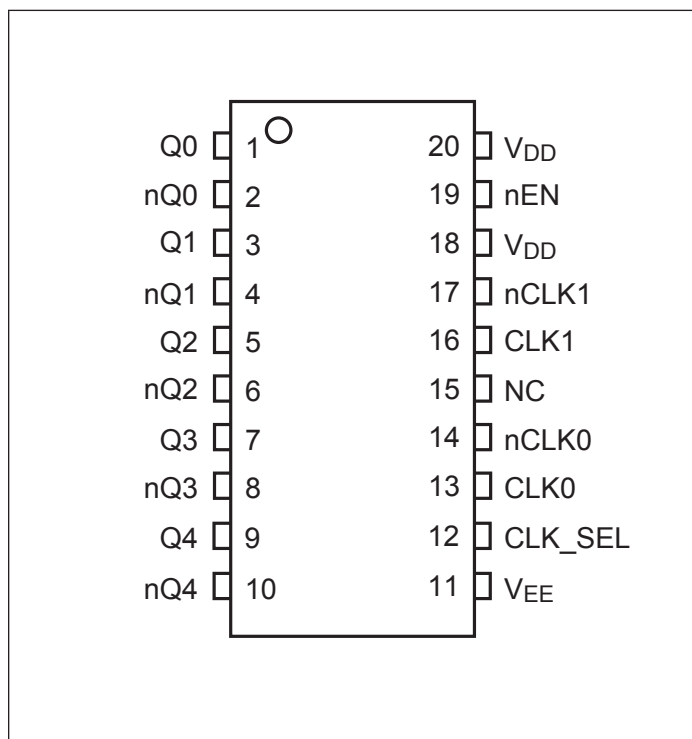 Q0 1 20 VDD
nQ0 2 19 nEN
Q1 3 18 VDD
nQ1 4 17 nCLK1
Q2 5 16 CLK1
nQ2 6 15 NC
Q3 7 14 nCLK0
nQ3 8 13 CLK0
Q4 9 12 CLK_SEL
nQ4 10 11 VEE